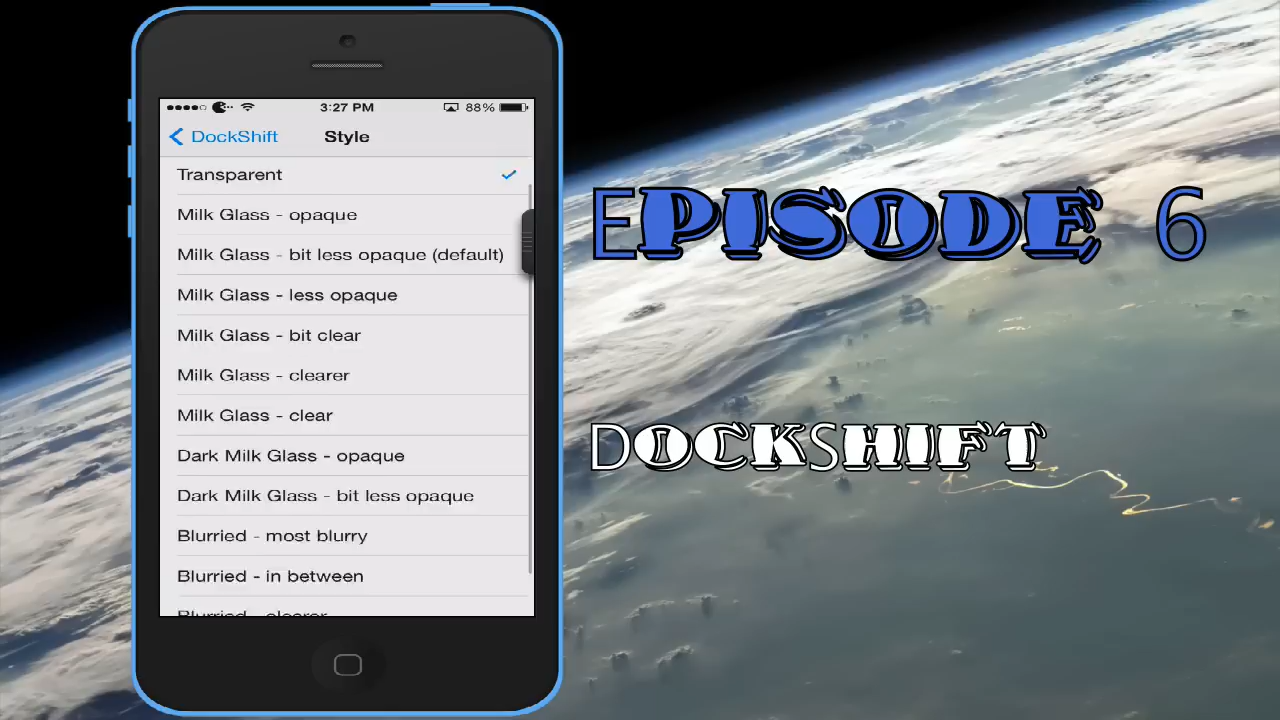 3:27 PM
88%
DockShift
Style
Transparent
Milk Glass - opaque
Milk Glass - bit less opaque (default)
Milk Glass - less opaque
Milk Glass - bit clear
Milk Glass - clearer
Milk Glass - clear
Dark Milk Glass - opaque
Dark Milk Glass - bit less opaque
Blurried - most blurry
Blurried - in between
Blurried - clearer
EPISODE 6
DOCKSHIFT